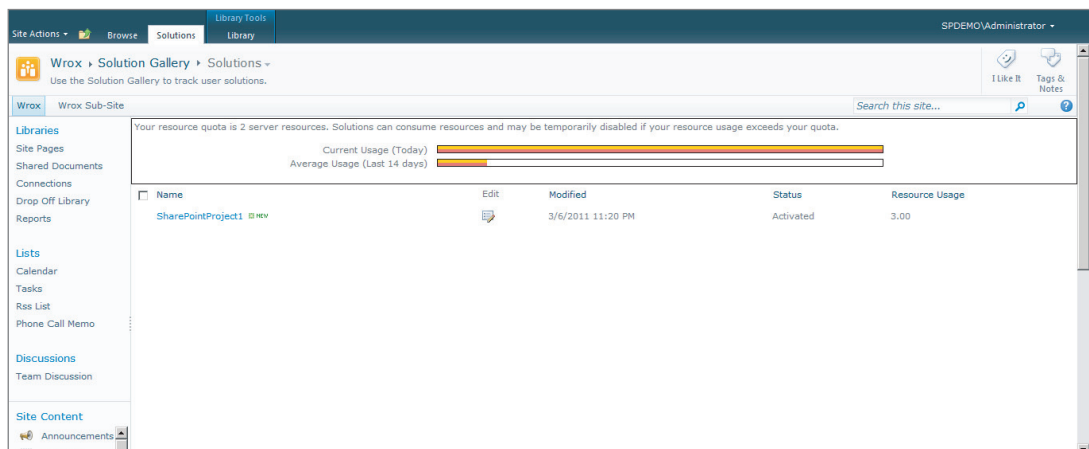 Library Tools
SPDEMO\Administrator
Site Actions Browse Solutions Library
Wrox Solution Gallery Solutions
Use the Solution Gallery to track user solutions.
I Like It
Tags & Notes
Wrox Wrox Sub-Site
Search this site...
Libraries
Site Pages
Shared Documents
Connections
Drop Off Library
Reports
Lists
Calendar
Tasks
Rss List
Phone Call Memo
Discussions
Team Discussion
Site Content
Announcements
Your resource quota is 2 server resources. Solutions can consume resources and may be temporarily disabled if your resource usage exceeds your quota.
Current Usage (Today)
Average Usage (Last 14 days)
Name Edit Modified Status Resource Usage
SharePointProject1 NEW 3/6/2011 11:20 PM Activated 3.00